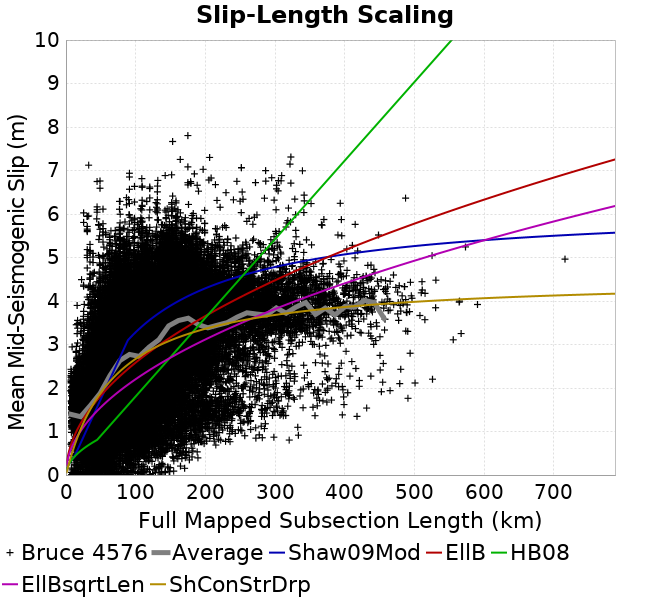 Slip-Length Scaling
10
9
8
7
6
5
4
3
2
1
0
Mean Mid-Seismogenic Slip (m)
0 100 200 300 400 500 600 700
Full Mapped Subsection Length (km)
Bruce 4576 Average Shaw09Mod EllB HB08
EllBsqrtLen ShConStrDrp